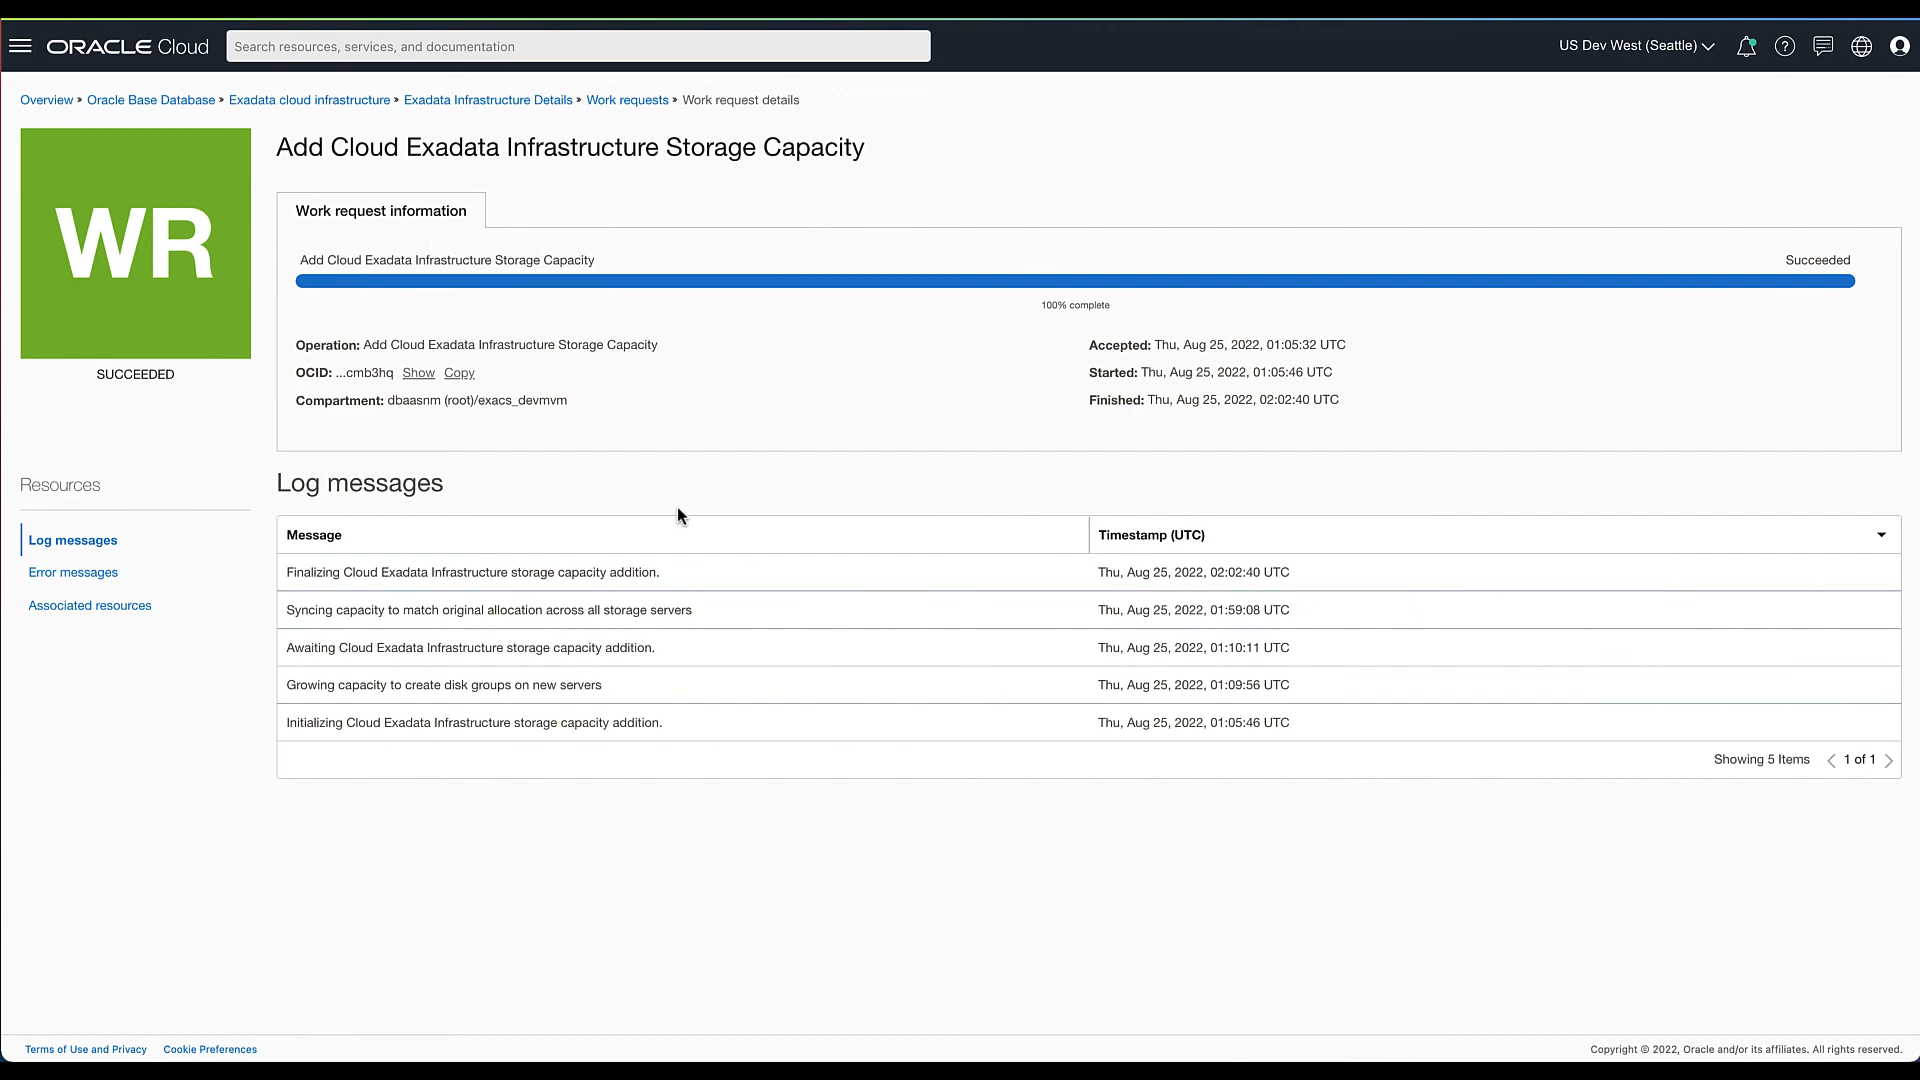 ORACLE Cloud
Search resources, services, and documentation
US Dev West (Seattle)
Overview » Oracle Base Database » Exadata cloud infrastructure » Exadata Infrastructure Details » Work requests » Work request details
WR
SUCCEEDED
Add Cloud Exadata Infrastructure Storage Capacity
Work request information
Add Cloud Exadata Infrastructure Storage Capacity Succeeded
100% complete
Operation: Add Cloud Exadata Infrastructure Storage Capacity
OCID: ...cmb3hq Show Copy
Compartment: dbaasnm (root)/exacs_devmvm
Accepted: Thu, Aug 25, 2022, 01:05:32 UTC
Started: Thu, Aug 25, 2022, 01:05:46 UTC
Finished: Thu, Aug 25, 2022, 02:02:40 UTC
Resources
Log messages
Error messages
Associated resources
Log messages
Message Timestamp (UTC)
Finalizing Cloud Exadata Infrastructure storage capacity addition. Thu, Aug 25, 2022, 02:02:40 UTC
Syncing capacity to match original allocation across all storage servers Thu, Aug 25, 2022, 01:59:08 UTC
Awaiting Cloud Exadata Infrastructure storage capacity addition. Thu, Aug 25, 2022, 01:10:11 UTC
Growing capacity to create disk groups on new servers Thu, Aug 25, 2022, 01:09:56 UTC
Initializing Cloud Exadata Infrastructure storage capacity addition. Thu, Aug 25, 2022, 01:05:46 UTC
Showing 5 Items < 1 of 1 >
Terms of Use and Privacy Cookie Preferences
Copyright © 2022, Oracle and/or its affiliates. All rights reserved.